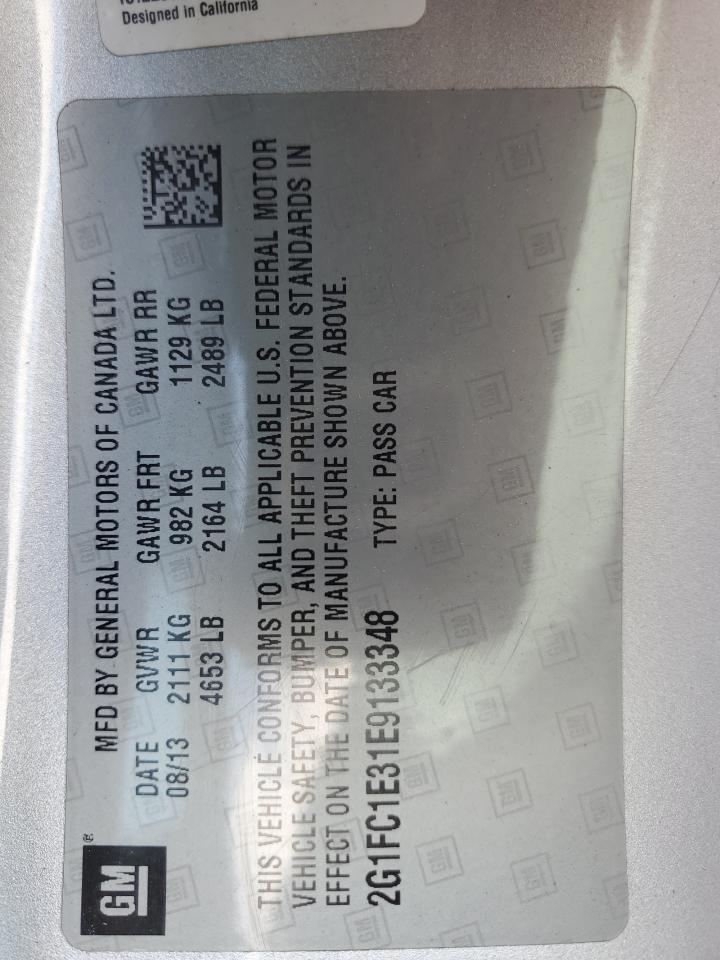 Designed in California
GM
®
MFD BY GENERAL MOTORS OF CANADA LTD.
DATE GVWR GAWR FRT GAWR RR
08/13 2111 KG 982 KG 1129 KG
4653 LB 2164 LB 2489 LB
THIS VEHICLE CONFORMS TO ALL APPLICABLE U.S. FEDERAL MOTOR
VEHICLE SAFETY, BUMPER, AND THEFT PREVENTION STANDARDS IN
EFFECT ON THE DATE OF MANUFACTURE SHOWN ABOVE.
2G1FC1E31E9133348 TYPE: PASS CAR